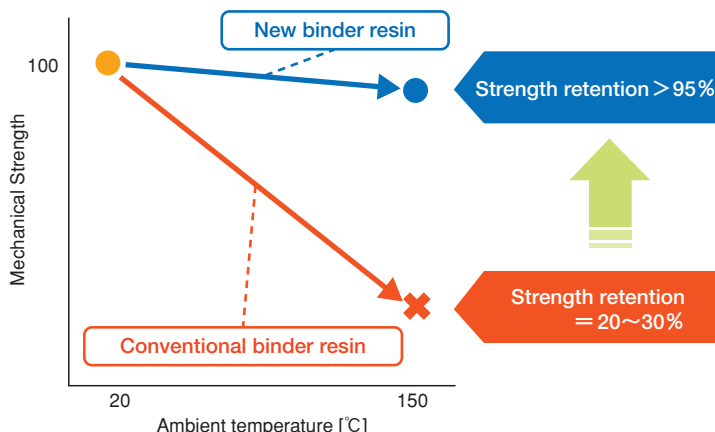 New binder resin
100
Strength retention＞95%
Mechanical Strength
Strength retention
＝20～30%
Conventional binder resin
20
150
Ambient temperature [℃]